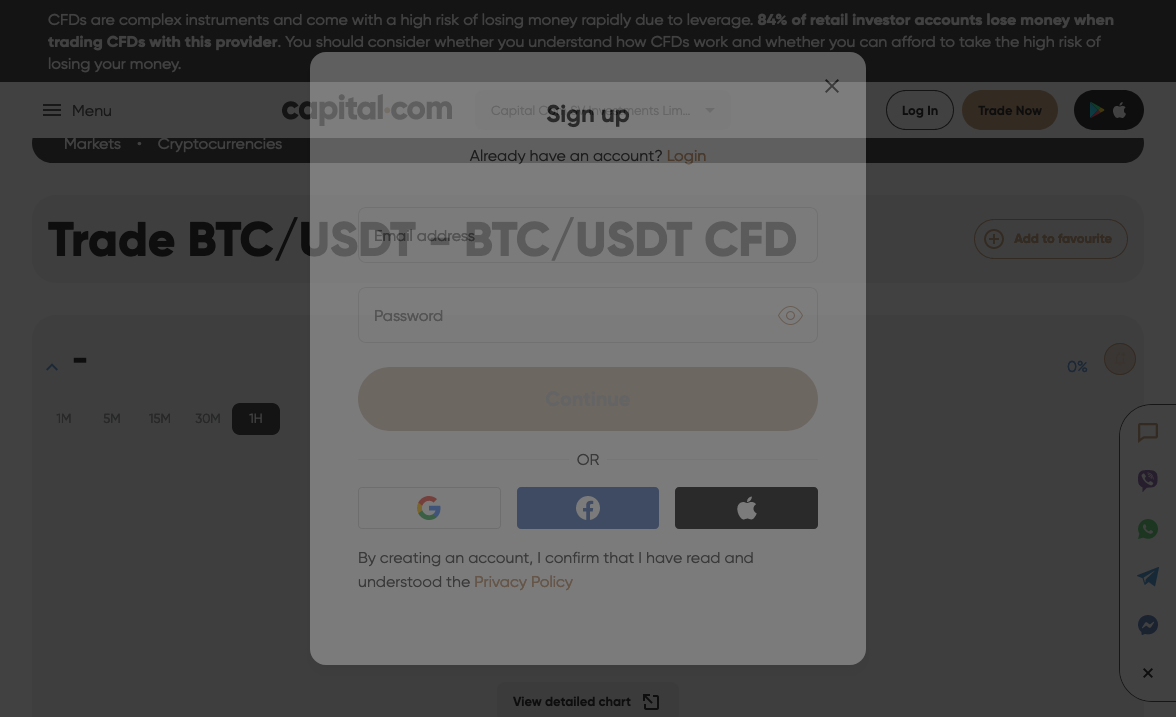 CFDs are complex instruments and come with a high risk of losing money rapidly due to leverage. 84% of retail investor accounts lose money when
trading CFDs with this provider. You should consider whether you understand how CFDs work and whether you can afford to take the high risk of
losing your money.
Menu
capital.com
Capital Com SV Investments Lim...
Log In
Trade Now
Markets • Cryptocurrencies
Sign up
Already have an account? Login
Trade BTC/USDT - BTC/USDT CFD
Add to favourite
Email address
Password
-
0%
Continue
1M 5M 15M 30M 1H
OR
By creating an account, I confirm that I have read and
understood the Privacy Policy
View detailed chart